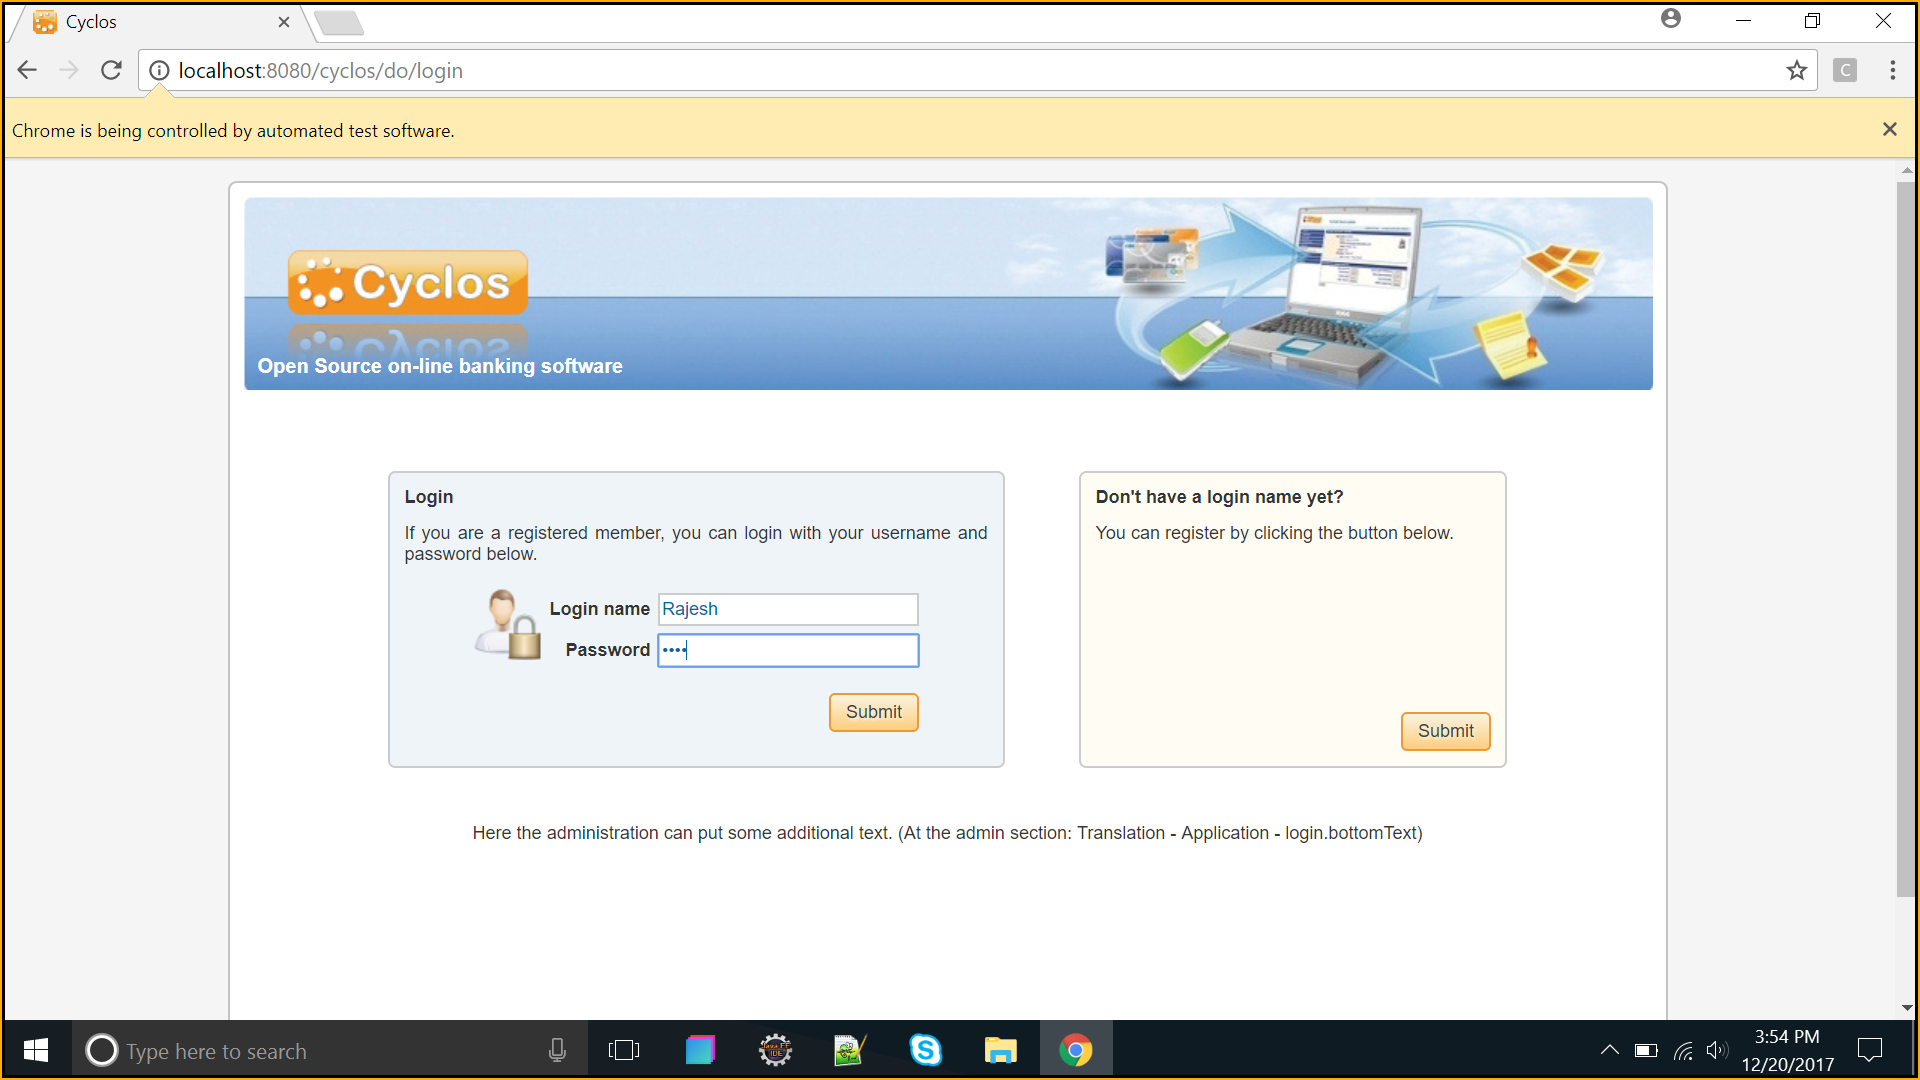 Cyclos
localhost:8080/cyclos/do/login
C
Chrome is being controlled by automated test software.
Cyclos
Open Source on-line banking software
Login
If you are a registered member, you can login with your username and
password below.
Login name Rajesh
Password ••••
Submit
Don't have a login name yet?
You can register by clicking the button below.
Submit
Here the administration can put some additional text. (At the admin section: Translation - Application - login.bottomText)
Type here to search
Java EE
IDE
S
3:54 PM
12/20/2017